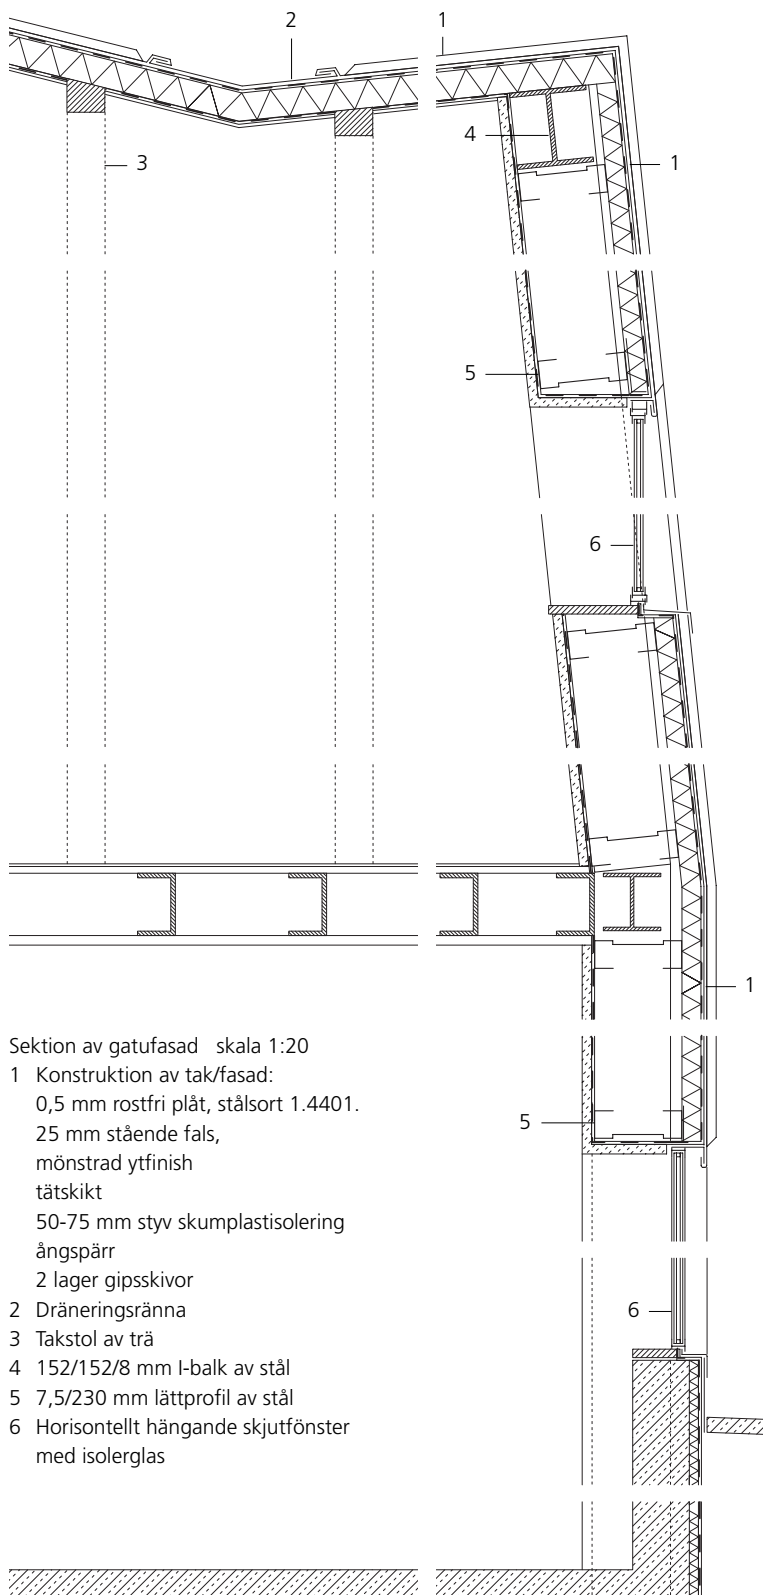 2
1
4
3
1
5
6
1
Sektion av gatufasad skala 1:20
1 Konstruktion av tak/fasad:
0,5 mm rostfri plåt, stålsort 1.4401.
25 mm stående fals,
mönstrad ytfinish
tätskikt
50-75 mm styv skumplastisolering
ångspärr
2 lager gipsskivor
2 Dräneringsränna
3 Takstol av trä
4 152/152/8 mm I-balk av stål
5 7,5/230 mm lättprofil av stål
6 Horisontellt hängande skjutfönster
med isolerglas
5
6